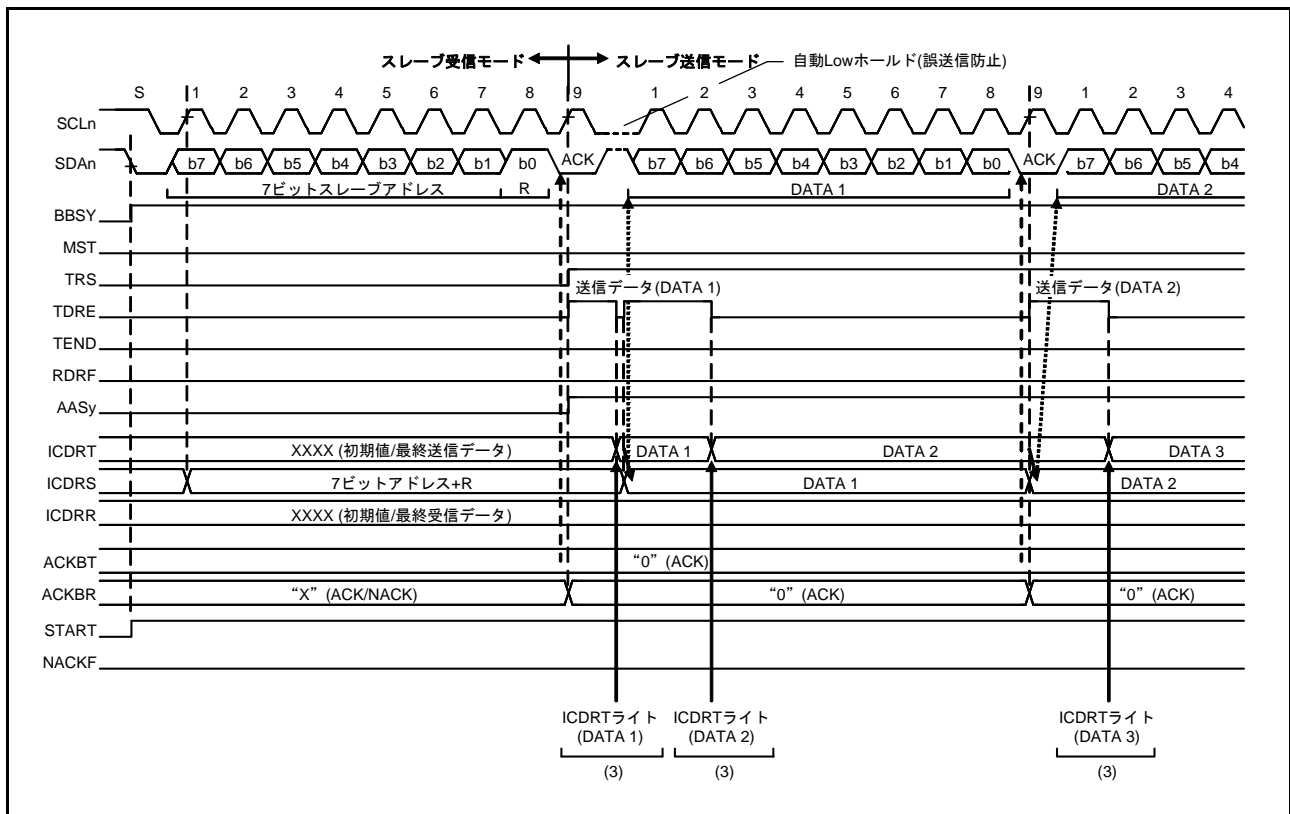 スレーブ受信モード スレーブ送信モード 自動Lowホールド(誤送信防止)
S 1 2 3 4 5 6 7 8 9 1 2 3 4 5 6 7 8 9 1 2 3 4
SCLn
SDAn b7 b6 b5 b4 b3 b2 b1 b0 ACK b7 b6 b5 b4 b3 b2 b1 b0 ACK b7 b6 b5 b4
7ビットスレーブアドレス R DATA 1 DATA 2
BBSY
MST
TRS
送信データ(DATA 1) 送信データ(DATA 2)
TDRE
TEND
RDRF
AASy
ICDRT XXXX (初期値/最終送信データ) DATA 1 DATA 2 DATA 3
ICDRS 7ビットアドレス+R DATA 1 DATA 2
ICDRR XXXX (初期値/最終受信データ)
ACKBT “0” (ACK)
ACKBR “X” (ACK/NACK) “0” (ACK) “0” (ACK)
START
NACKF
ICDRTライト ICDRTライト ICDRTライト
(DATA 1) (DATA 2) (DATA 3)
(3) (3) (3)